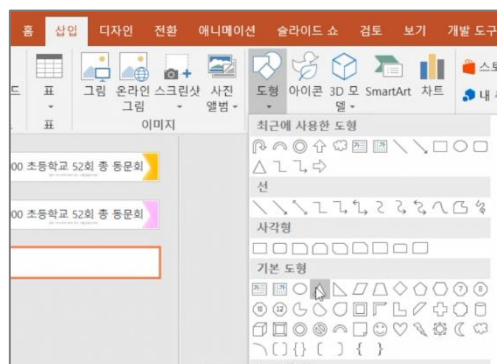 홈 삽입 디자인 전환 애니메이션 슬라이드 쇼 검토 보기 개발 도구
드 표 그림 온라인 그림 스크린샷 사진 앨범 도형 아이콘 3D 모델 SmartArt 차트 스토
내
표 이미지
최근에 사용한 도형
00 초등학교 52회 총 동문회
선
00 초등학교 52회 총 동문회
사각형
기본 도형